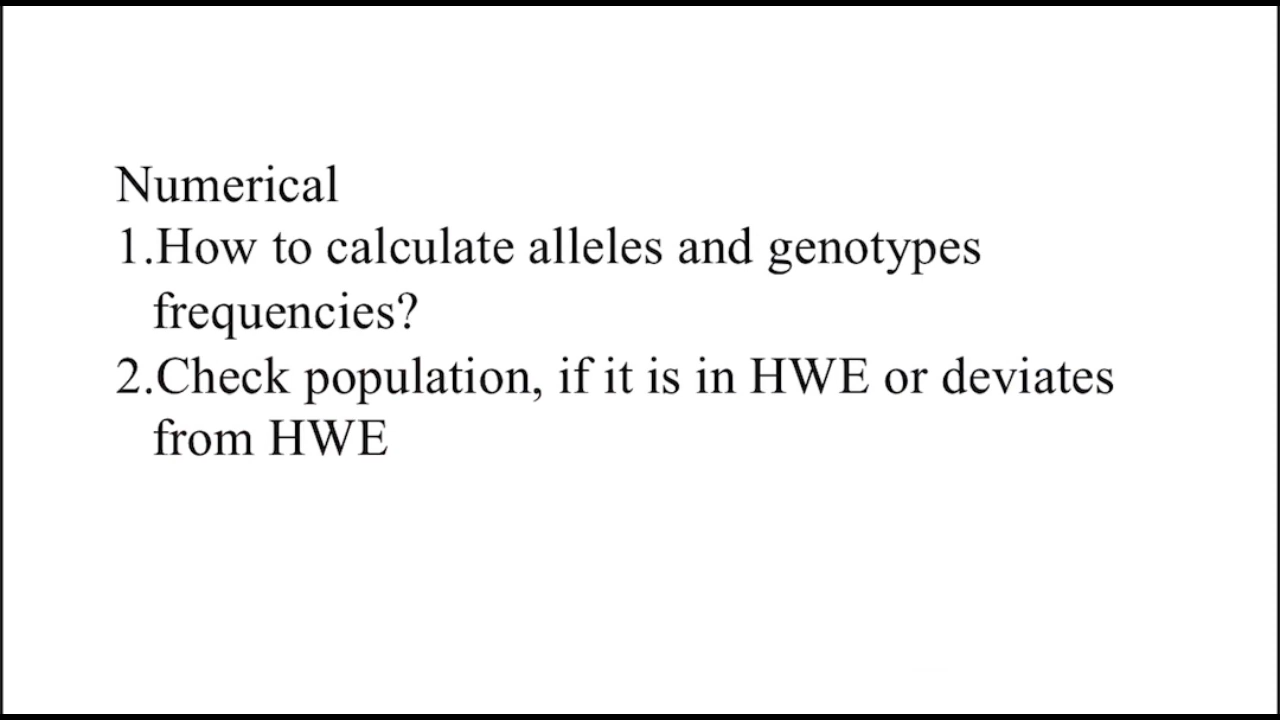 Numerical
1.How to calculate alleles and genotypes
frequencies?
2.Check population, if it is in HWE or deviates
from HWE